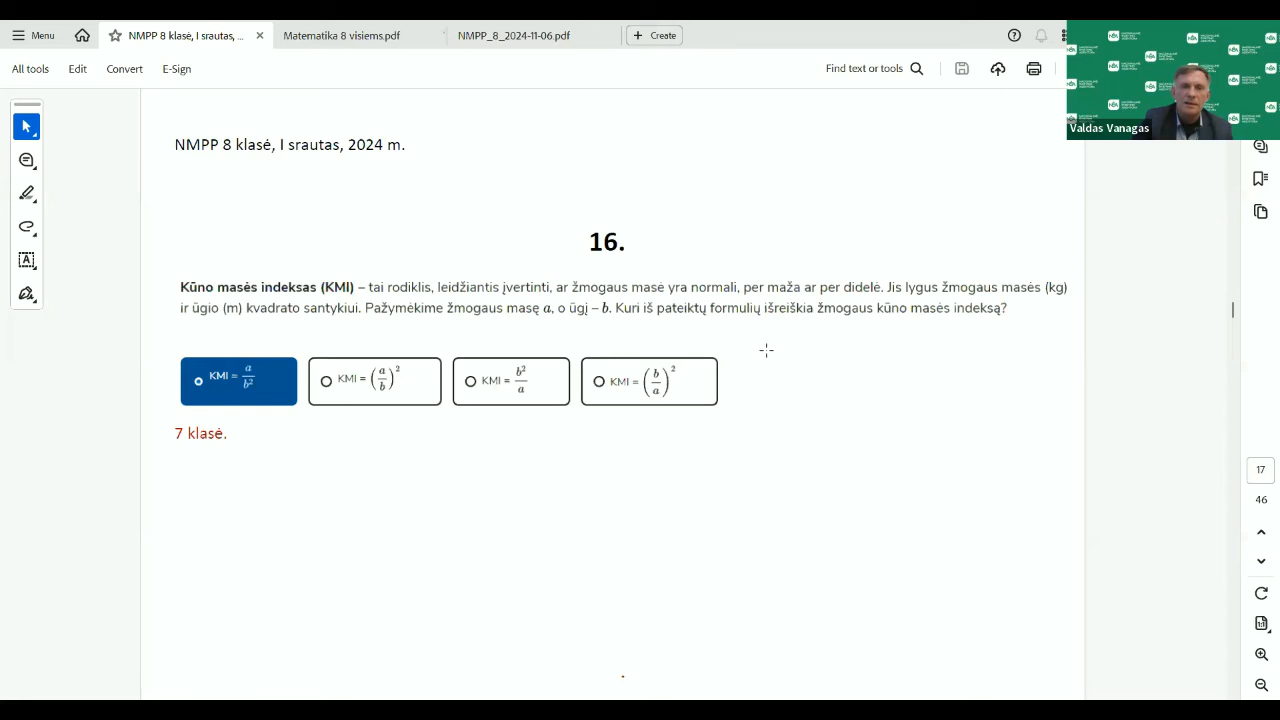 Menu
NMPP 8 klasė, I srautas, ...
Matematika 8 visiems.pdf
NMPP_8_2024-11-06.pdf
Create
All tools
Edit
Convert
E-Sign
Find text or tools
Valdas Vanagas
NMPP 8 klasė, I srautas, 2024 m.
16.
Kūno masės indeksas (KMI) – tai rodiklis, leidžiantis įvertinti, ar žmogaus masė yra normali, per maža ar per didelė. Jis lygus žmogaus masės (kg)
ir ūgio (m) kvadrato santykiui. Pažymėkime žmogaus masę a, o ūgį – b. Kuri iš pateiktų formulių išreiškia žmogaus kūno masės indeksą?
KMI = a/b²
KMI = (a/b)²
KMI = b²/a
KMI = (b/a)²
7 klasė.
17
46